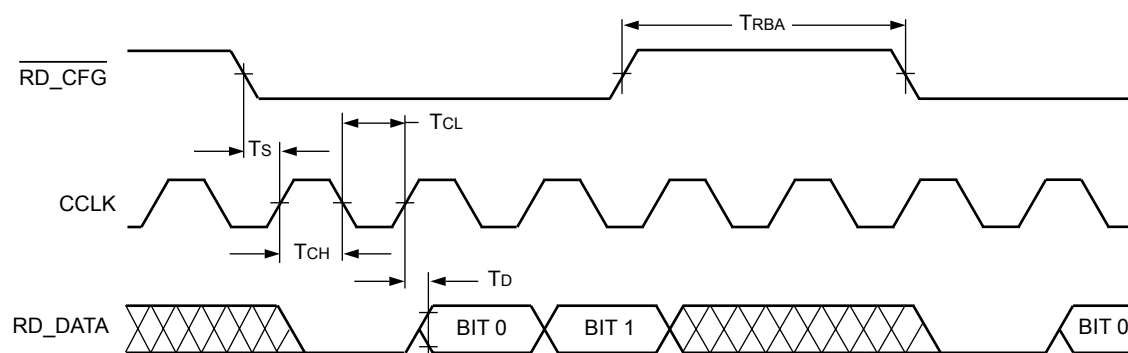 TRBA
RD_CFG
TCL
TS
CCLK
TCH
TD
RD_DATA
BIT 0
BIT 1
BIT 0